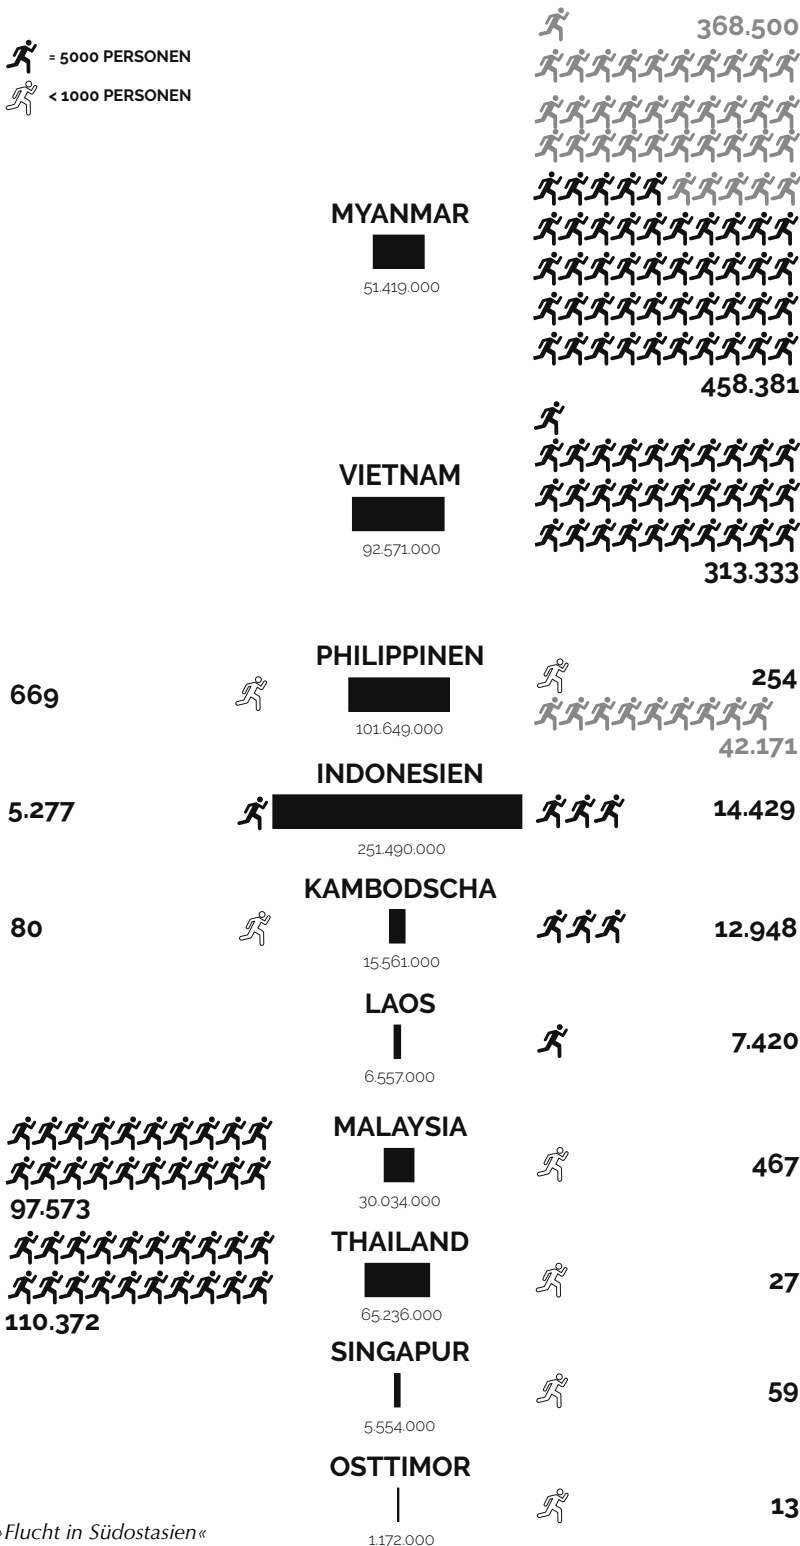 368.500
= 5000 PERSONEN
< 1000 PERSONEN
MYANMAR
51.419.000
458.381
VIETNAM
92.571.000
313.333
PHILIPPINEN
669
254
101.649.000
42.171
INDONESIEN
5.277
14.429
251.490.000
KAMBODSCHA
80
12.948
15.561.000
LAOS
7.420
6.557.000
MALAYSIA
467
30.034.000
97.573
THAILAND
27
65.236.000
110.372
SINGAPUR
59
5.554.000
OSTTIMOR
13
1.172.000
»Flucht in Südostasien«